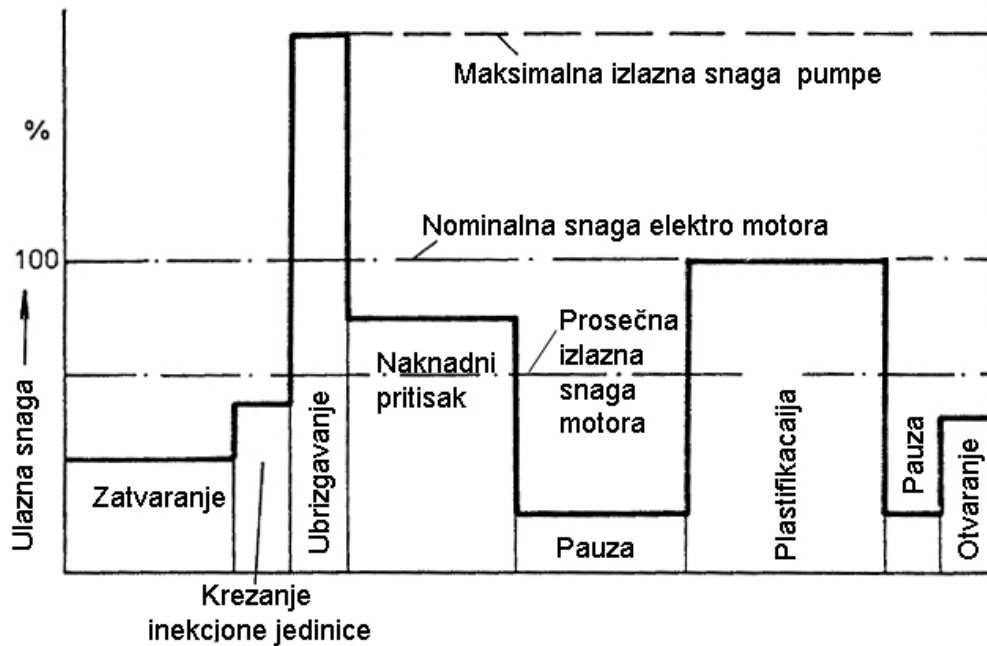 Maksimalna izlazna snaga pumpe
%
Nominalna snaga elektro motora
100
Prosečna
izlazna
snaga
motora
Naknadni
pritisak
Ulazna snaga
Zatvaranje
Ubrizgavanje
Pauza
Plastifikacaija
Pauza
Otvaranje
Krezanje
inekcjone jedinice